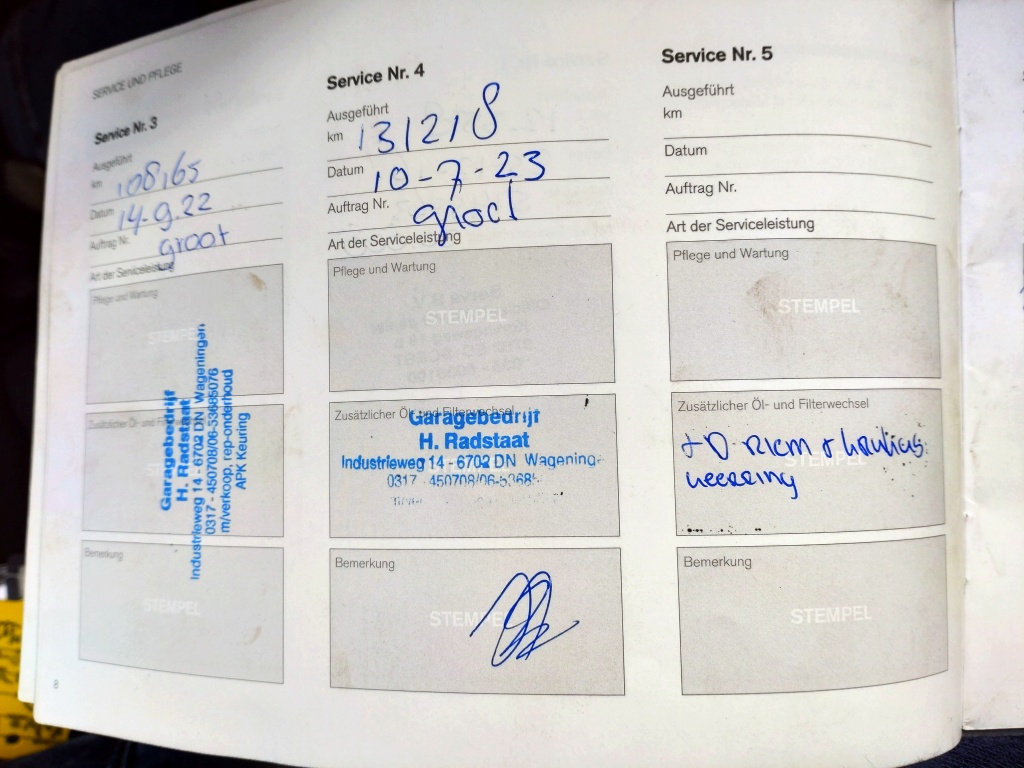 SERVICE UND PFLEGE
Service Nr. 3
Ausgeführt
km 108165
Datum 14-9.22
Auftrag Nr. groot
Art der Serviceleistung
Pflege und Wartung
STEMPEL
Zusätzlicher Öl- und
Garagebedrijf
H. Radstaat
Industrieweg 14 - 6702 DN Wageningen
0317 - 450708/06-53685076
m/verkoop, rep-onderhoud
APK Keuring
Bemerkung
STEMPEL
8
Service Nr. 4
Ausgeführt
km 131218
Datum 10-7-23
Auftrag Nr. groot
Art der Serviceleistung
Pflege und Wartung
STEMPEL
Zusätzlicher Öl- und Filterwechsel
Garagebedrijf
H. Radstaat
Industrieweg 14 - 6702 DN Wagening
0317 450708/06-5368
Bemerkung
STEMPEL
Service Nr. 5
Ausgeführt
km
Datum
Auftrag Nr.
Art der Serviceleistung
Pflege und Wartung
STEMPEL
Zusätzlicher Öl- und Filterwechsel
+ D riem +
Bemerkung
STEMPEL